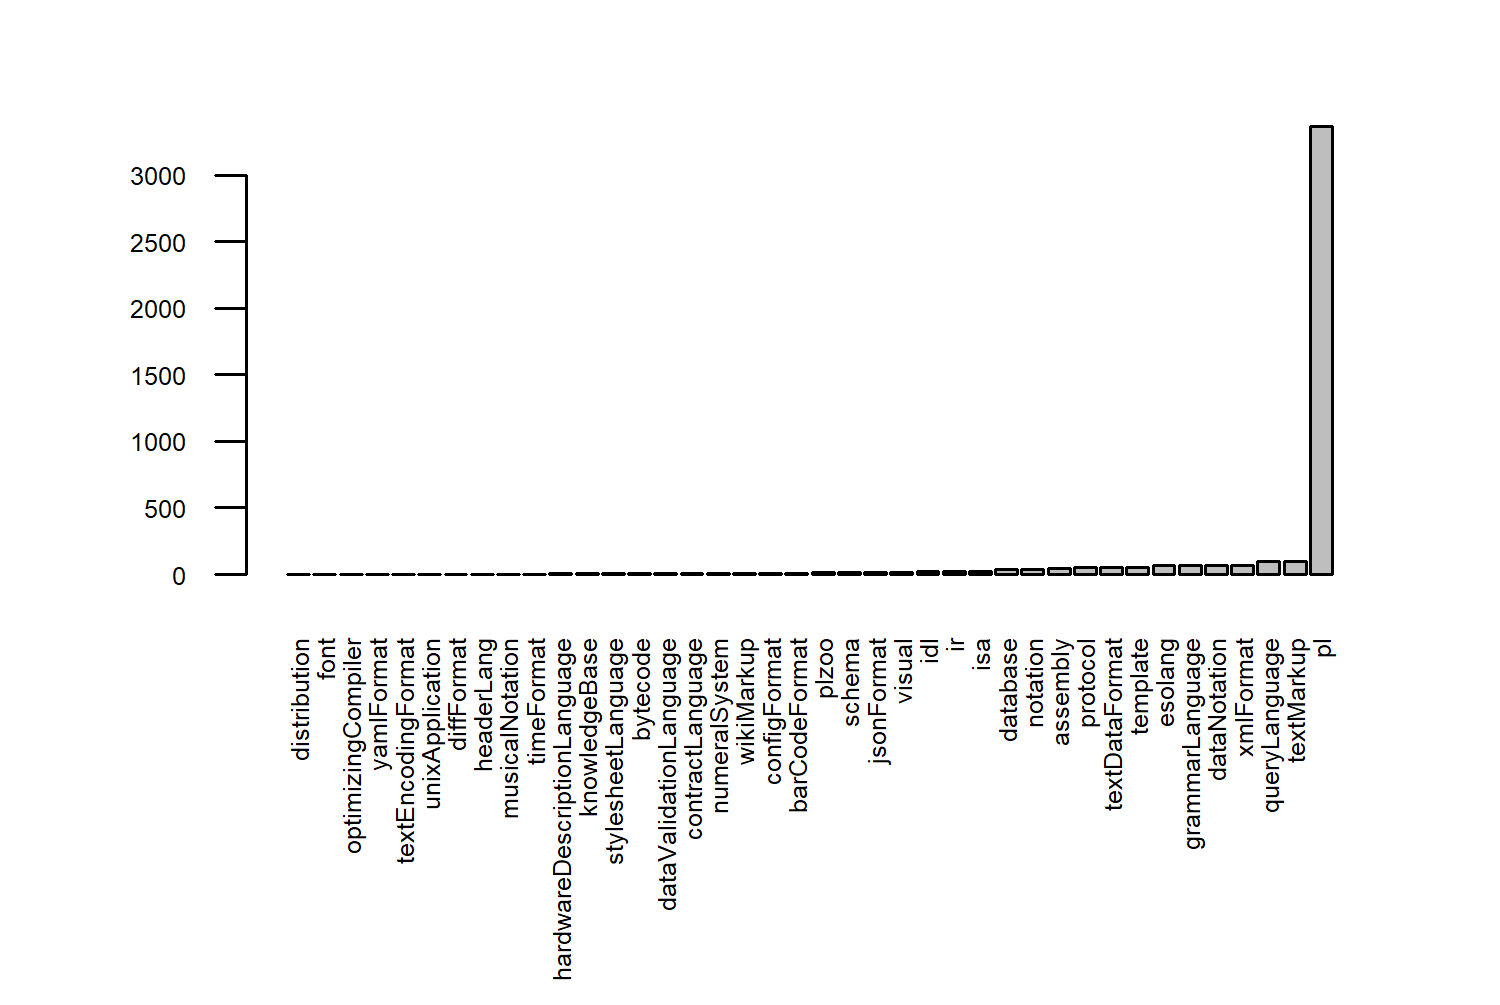 3000
2500
2000
1500
1000
500
0
distribution
font
optimizingCompiler
yamlFormat
textEncodingFormat
unixApplication
diffFormat
headerLang
musicalNotation
timeFormat
hardwareDescriptionLanguage
knowledgeBase
stylesheetLanguage
bytecode
dataValidationLanguage
contractLanguage
numeralSystem
wikiMarkup
configFormat
barCodeFormat
plzoo
schema
jsonFormat
visual
idl
ir
isa
database
notation
assembly
protocol
textDataFormat
template
esolang
grammarLanguage
dataNotation
xmlFormat
queryLanguage
textMarkup
pl